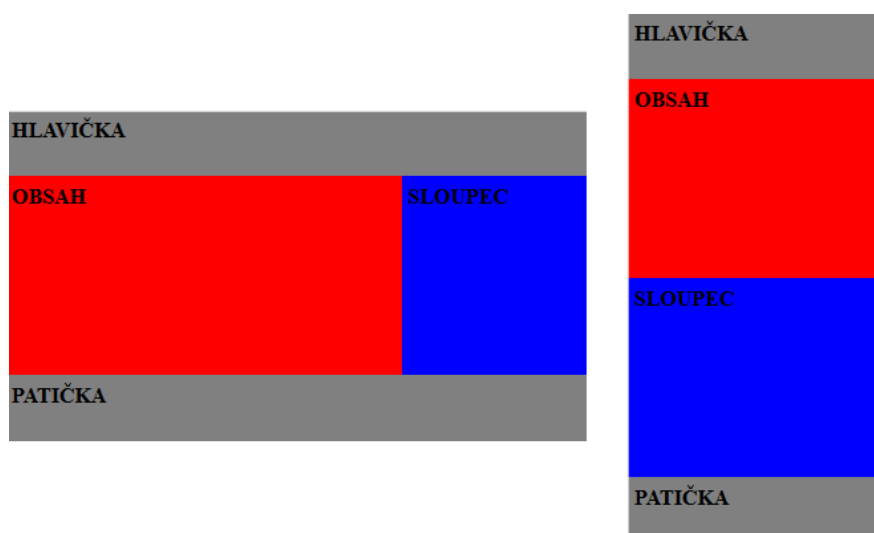 HLAVIČKA
OBSAH
SLOUPEC
PATIČKA
HLAVIČKA
OBSAH
SLOUPEC
PATIČKA